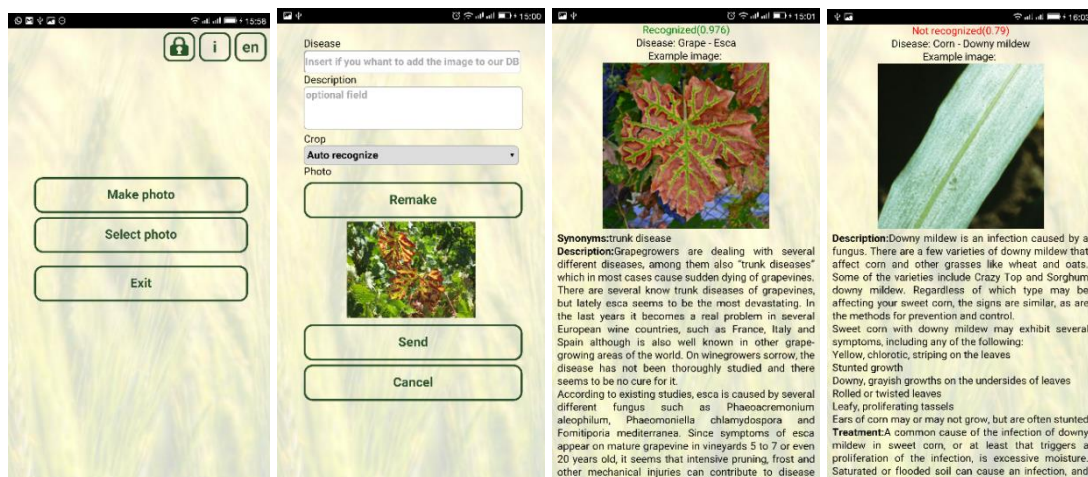 15:58
i
en
Make photo
Select photo
Exit
15:00
Disease
Insert if you whant to add the image to our DB
Description
optional field
Crop
Auto recognize
Photo
Remake
Send
Cancel
15:01
Recognized(0.976)
Disease: Grape - Esca
Example image:
Synonyms:trunk disease
Description:Grapegrowers are dealing with several
different diseases, among them also "trunk diseases"
which in most cases cause sudden dying of grapevines.
There are several know trunk diseases of grapevines,
but lately esca seems to be the most devastating. In
the last years it becomes a real problem in several
European wine countries, such as France, Italy and
Spain although is also well known in other grape-
growing areas of the world. On winegrowers sorrow, the
disease has not been thoroughly studied and there
seems to be no cure for it.
According to existing studies, esca is caused by several
different fungus such as Phaeoacremonium
aleophilum, Phaeomoniella chlamydospora and
Fomitiporia mediterranea. Since symptoms of esca
appear on mature grapevine in vineyards 5 to 7 or even
20 years old, it seems that intensive pruning, frost and
other mechanical injuries can contribute to disease
16:03
Not recognized(0.79)
Disease: Corn - Downy mildew
Example image:
Description:Downy mildew is an infection caused by a
fungus. There are a few varieties of downy mildew that
affect corn and other grasses like wheat and oats.
Some of the varieties include Crazy Top and Sorghum
downy mildew. Regardless of which type may be
affecting your sweet corn, the signs are similar, as are
the methods for prevention and control.
Sweet corn with downy mildew may exhibit several
symptoms, including any of the following:
Yellow, chlorotic, striping on the leaves
Stunted growth
Downy, grayish growths on the undersides of leaves
Rolled or twisted leaves
Leafy, proliferating tassels
Ears of corn may or may not grow, but are often stunted
Treatment:A common cause of the infection of downy
mildew in sweet corn, or at least that triggers a
proliferation of the infection, is excessive moisture.
Saturated or flooded soil can cause an infection, and